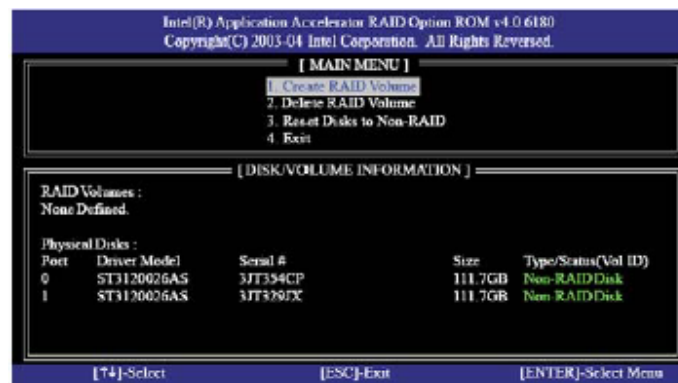 Intel(R) Application Accelerator RAID Option ROM v4.0 6180
Copyright(C) 2003-04 Intel Corporation. All Rights Reversed.
[ MAIN MENU ]
1. Create RAID Volume
2. Delete RAID Volume
3. Reset Disks to Non-RAID
4. Exit
[ DISK/VOLUME INFORMATION ]
RAID Volumes :
None Defined.
Physical Disks :
Port Driver Model Serial # Size Type/Status(Vol ID)
0 ST3120026AS 3JT354CP 111.7GB Non-RAID Disk
1 ST3120026AS 3JT329JX 111.7GB Non-RAID Disk
[↑↓]-Select [ESC]-Exit [ENTER]-Select Menu